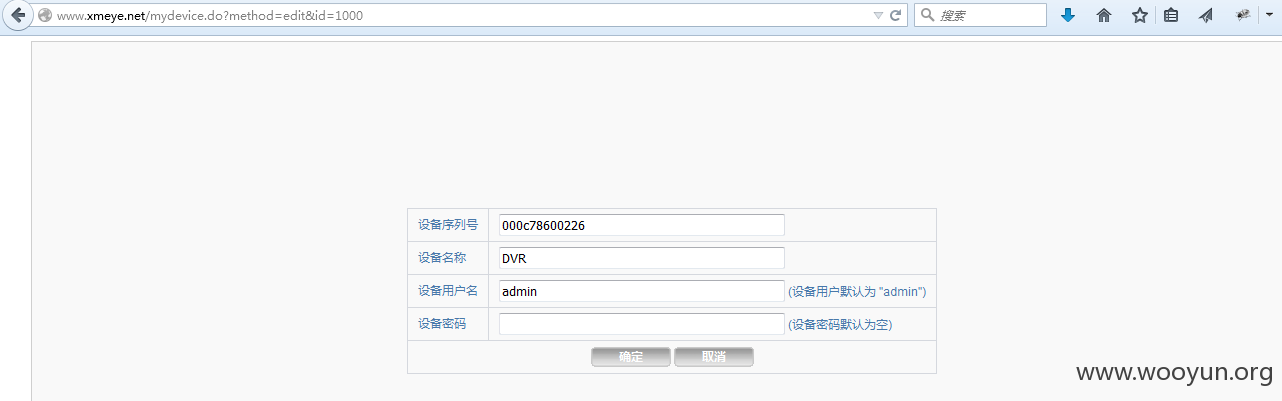 www.xmeye.net/mydevice.do?method=edit&id=1000
搜索
设备序列号 000c78600226
设备名称 DVR
设备用户名 admin (设备用户默认为 "admin")
设备密码 (设备密码默认为空)
确定 取消
www.wooyun.org